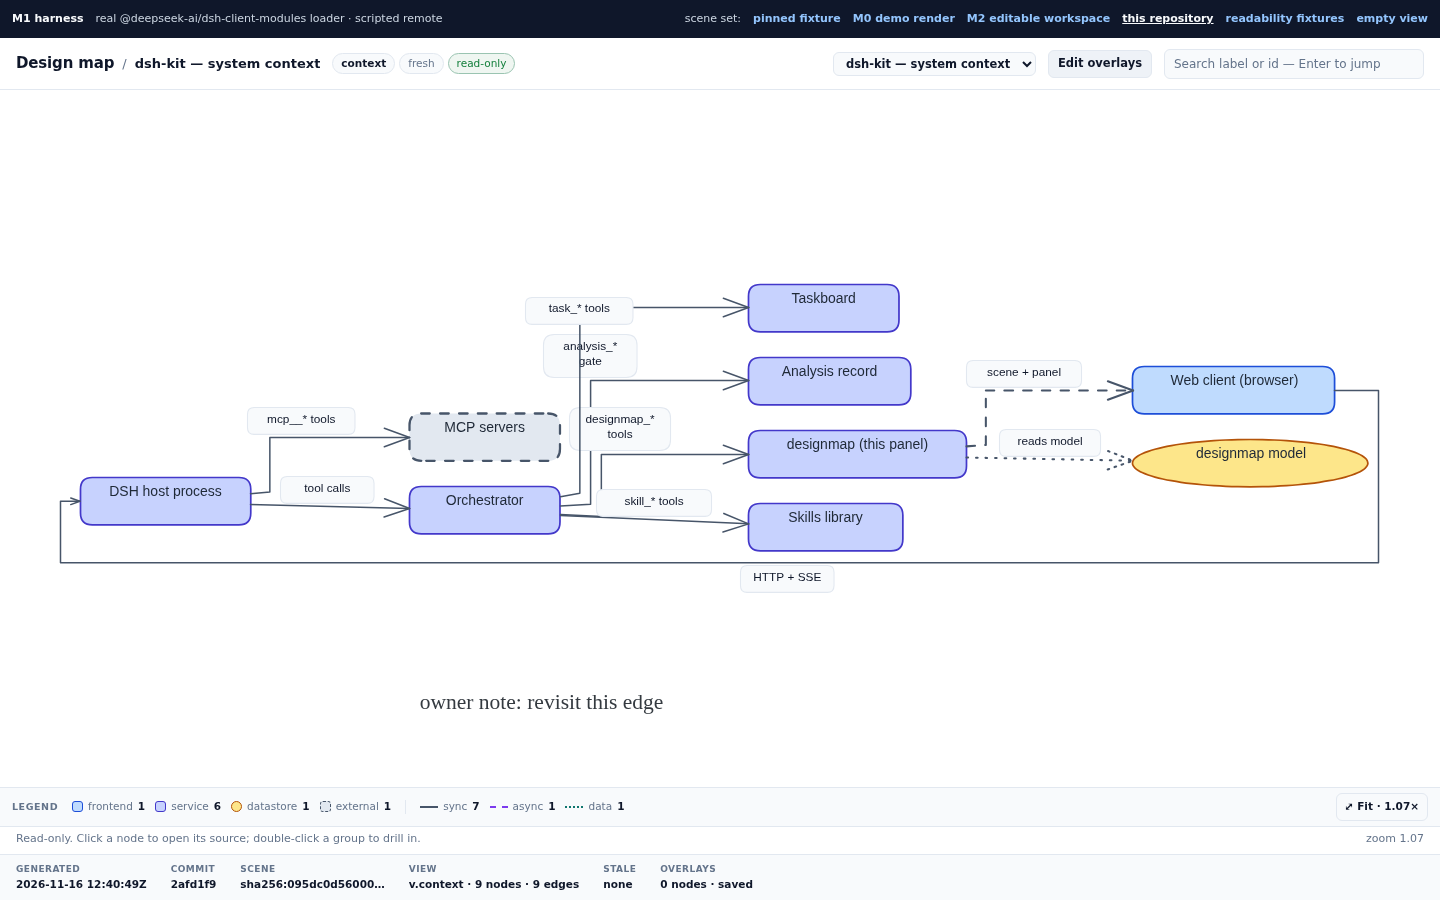 M1 harness real @deepseek-ai/dsh-client-modules loader · scripted remote scene set: pinned fixture M0 demo render M2 editable workspace this repository readability fixtures empty view
Design map / dsh-kit — system context context fresh read-only dsh-kit — system context Edit overlays Search label or id — Enter to jump
Taskboard
task_* tools
analysis_*
gate
Analysis record
scene + panel
Web client (browser)
mcp__* tools
MCP servers
designmap_*
tools
designmap (this panel)
reads model
designmap model
DSH host process
tool calls
Orchestrator
skill_* tools
Skills library
HTTP + SSE
owner note: revisit this edge
LEGEND frontend 1 service 6 datastore 1 external 1 sync 7 async 1 data 1 ⤢ Fit · 1.07×
Read-only. Click a node to open its source; double-click a group to drill in. zoom 1.07
GENERATED COMMIT SCENE VIEW STALE OVERLAYS
2026-11-16 12:40:49Z 2afd1f9 sha256:095dc0d56000… v.context · 9 nodes · 9 edges none 0 nodes · saved